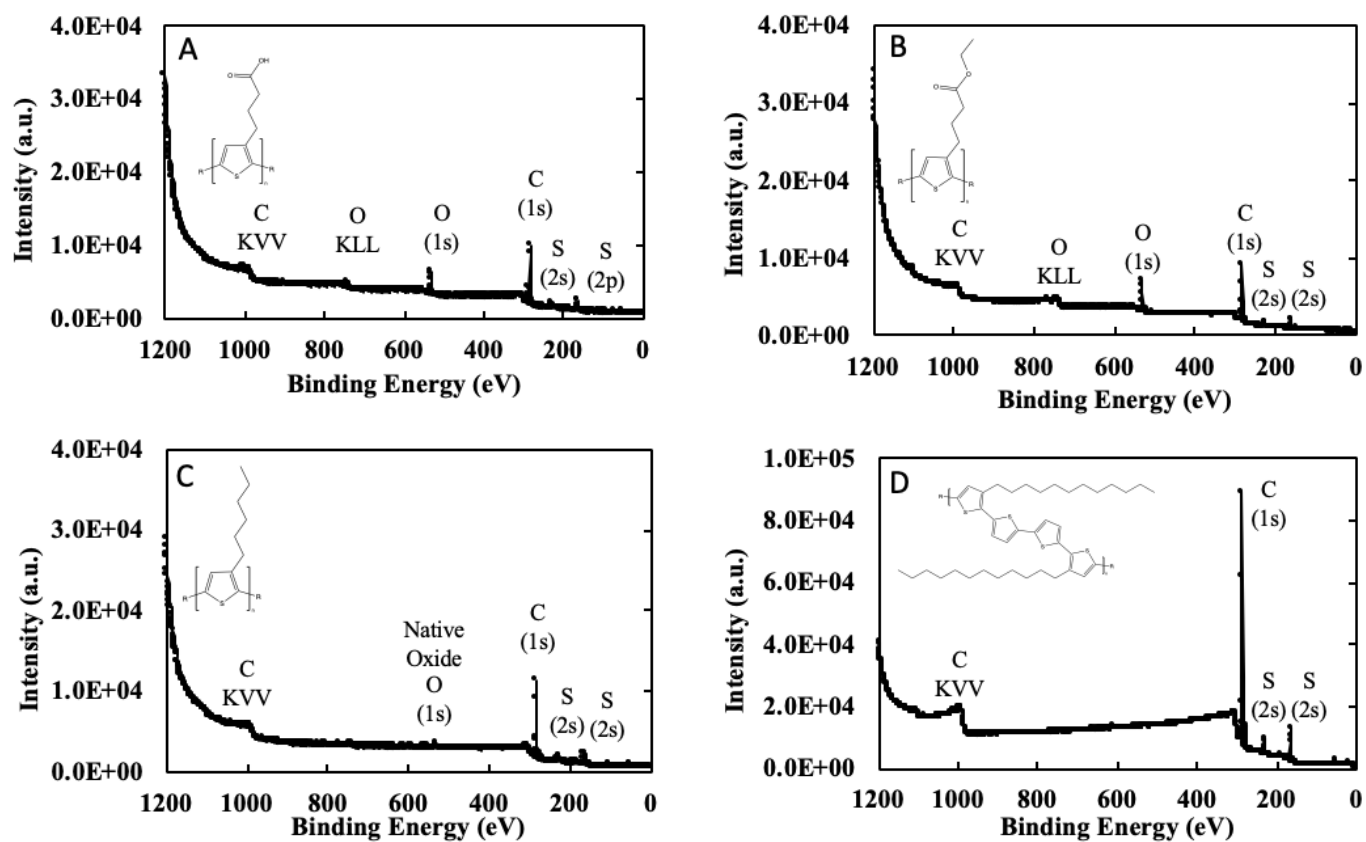 A
4.0E+04
3.0E+04
2.0E+04
1.0E+04
0.0E+00
Intensity (a.u.)
OH
O
S
R
R
n
C
KVV
O
KLL
O
(1s)
C
(1s)
S
(2s)
S
(2p)
1200 1000 800 600 400 200 0
Binding Energy (eV)
B
4.0E+04
3.0E+04
2.0E+04
1.0E+04
0.0E+00
Intensity (a.u.)
O
O
S
R
R
n
C
KVV
O
KLL
O
(1s)
C
(1s)
S
(2s)
S
(2s)
1200 1000 800 600 400 200 0
Binding Energy (eV)
C
4.0E+04
3.0E+04
2.0E+04
1.0E+04
0.0E+00
Intensity (a.u.)
S
R
R
n
C
KVV
Native
Oxide
O
(1s)
C
(1s)
S
(2s)
S
(2s)
1200 1000 800 600 400 200 0
Binding Energy (eV)
D
1.0E+05
8.0E+04
6.0E+04
4.0E+04
2.0E+04
0.0E+00
Intensity (a.u.)
R
S
S
S
S
R
n
C
KVV
C
(1s)
S
(2s)
S
(2s)
1200 1000 800 600 400 200 0
Binding Energy (eV)